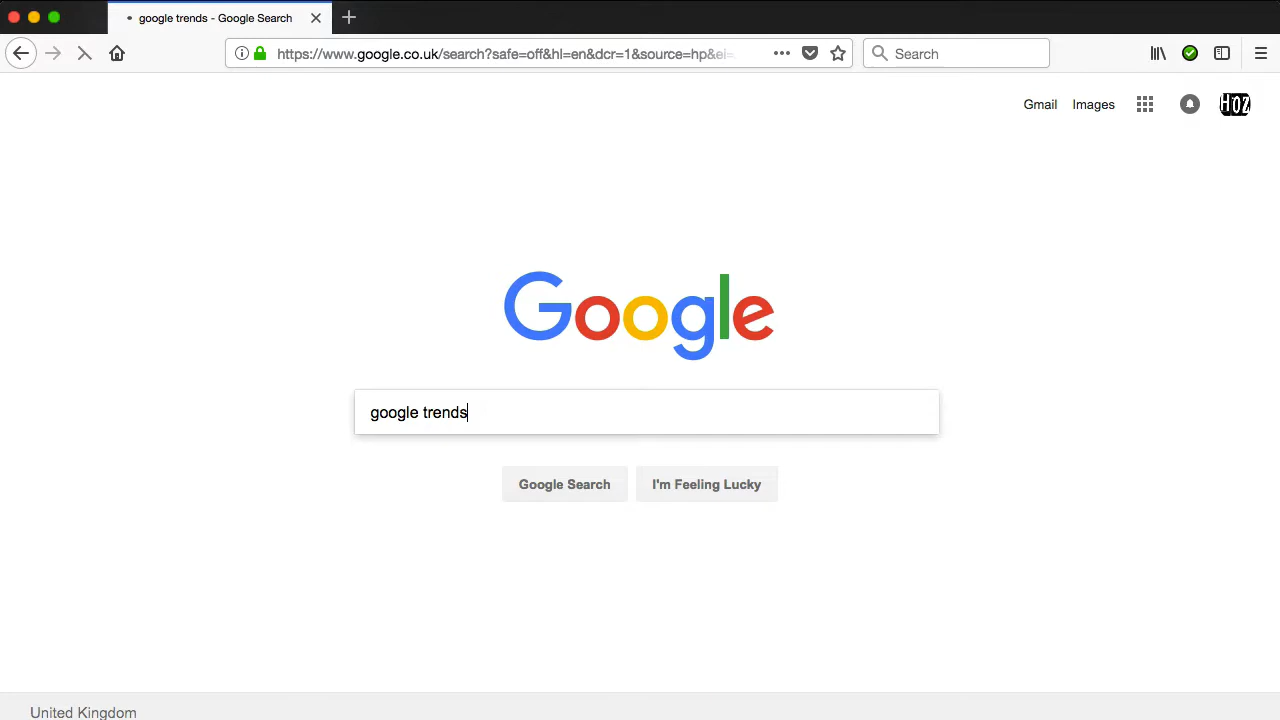 google trends - Google Search
https://www.google.co.uk/search?safe=off&hl=en&dcr=1&source=hp&ei=
Search
Gmail Images
HOZ
Google
google trends
Google Search I'm Feeling Lucky
United Kingdom